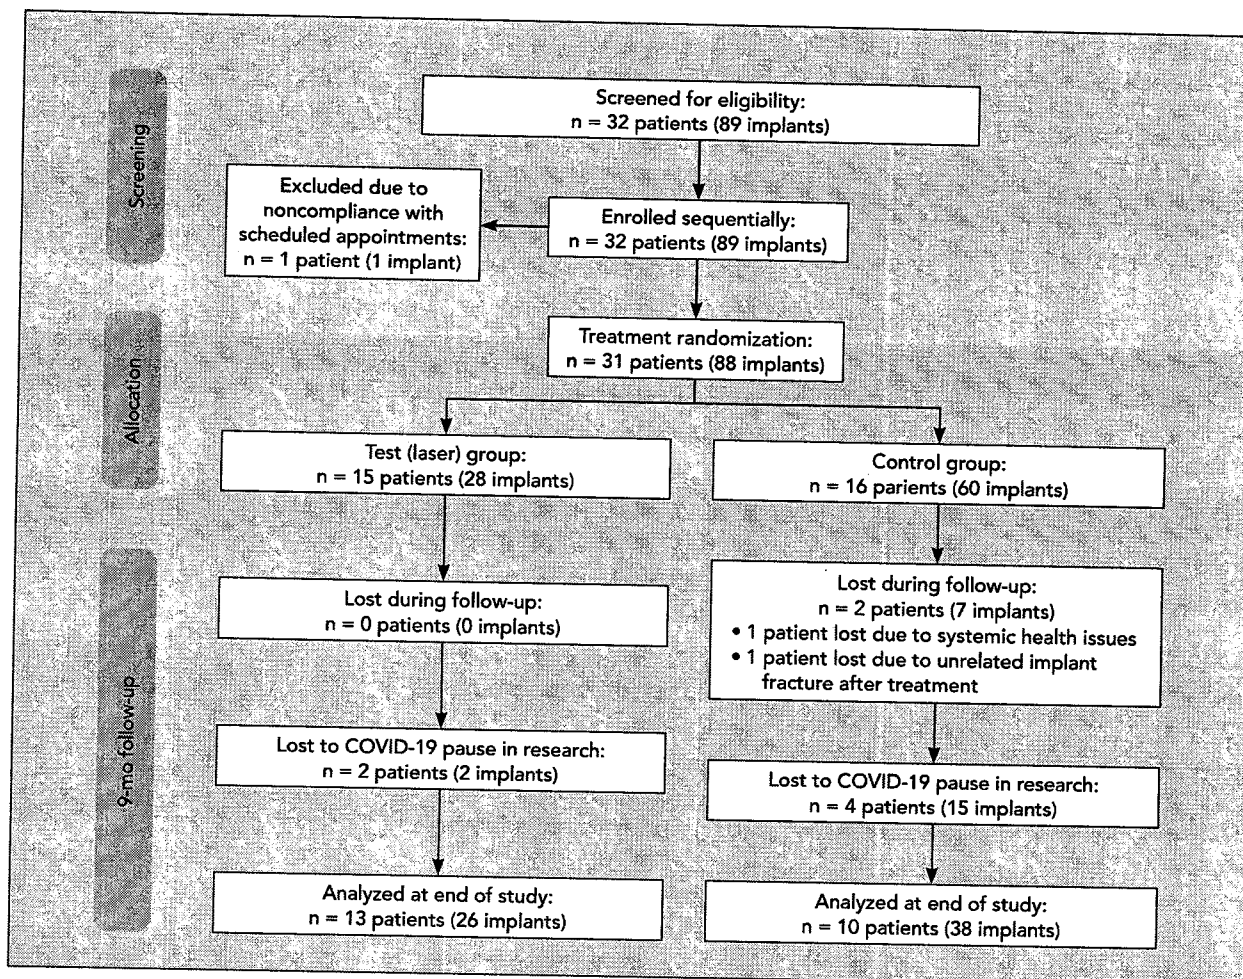 Screening
Screened for eligibility:
n = 32 patients (89 implants)
Excluded due to
noncompliance with
scheduled appointments:
n = 1 patient (1 implant)
Enrolled sequentially:
n = 32 patients (89 implants)
Allocation
Treatment randomization:
n = 31 patients (88 implants)
Test (laser) group:
n = 15 patients (28 implants)
Control group:
n = 16 parients (60 implants)
9-mo follow-up
Lost during follow-up:
n = 0 patients (0 implants)
Lost during follow-up:
n = 2 patients (7 implants)
• 1 patient lost due to systemic health issues
• 1 patient lost due to unrelated implant
fracture after treatment
Lost to COVID-19 pause in research:
n = 2 patients (2 implants)
Lost to COVID-19 pause in research:
n = 4 patients (15 implants)
Analyzed at end of study:
n = 13 patients (26 implants)
Analyzed at end of study:
n = 10 patients (38 implants)